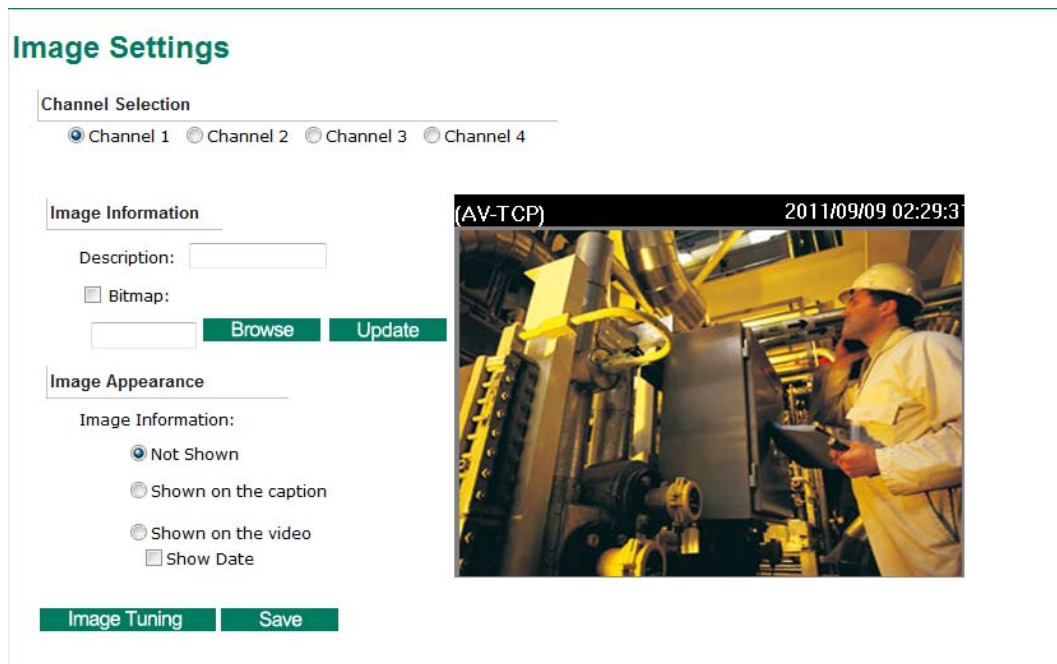 Image Settings
Channel Selection
Channel 1 Channel 2 Channel 3 Channel 4
Image Information
Description:
Bitmap:
Browse Update
Image Appearance
Image Information:
Not Shown
Shown on the caption
Shown on the video
Show Date
(AV-TCP) 2011/09/09 02:29:31
Image Tuning Save